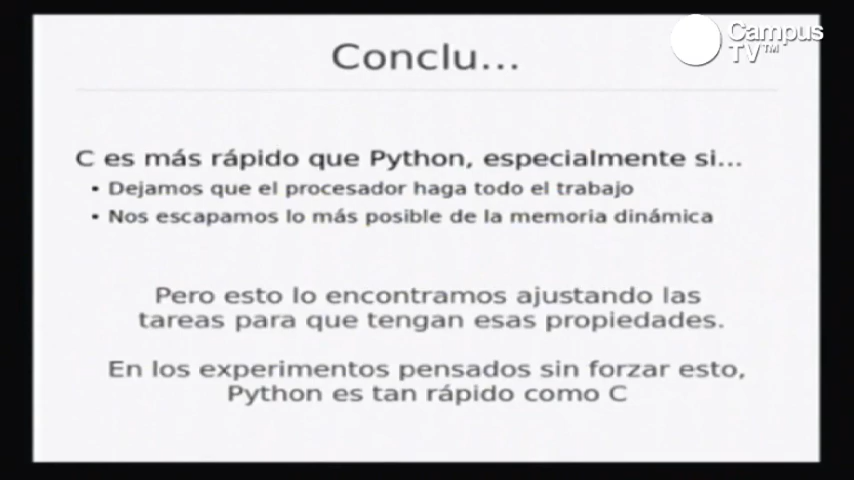 Campus
TV™
Conclu...
C es más rápido que Python, especialmente si...
• Dejamos que el procesador haga todo el trabajo
• Nos escapamos lo más posible de la memoria dinámica
Pero esto lo encontramos ajustando las
tareas para que tengan esas propiedades.
En los experimentos pensados sin forzar esto,
Python es tan rápido como C